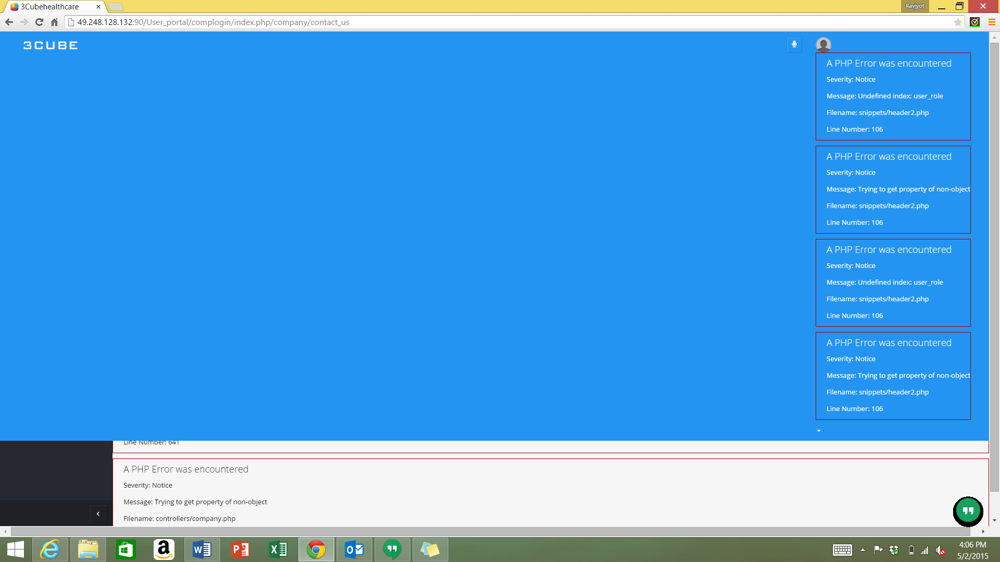 3Cubehealthcare
Ravjyot
49.248.128.132:90/User_portal/complogin/index.php/company/contact_us
3CUBE
A PHP Error was encountered
Severity: Notice
Message: Undefined index: user_role
Filename: snippets/header2.php
Line Number: 106
A PHP Error was encountered
Severity: Notice
Message: Trying to get property of non-object
Filename: snippets/header2.php
Line Number: 106
A PHP Error was encountered
Severity: Notice
Message: Undefined index: user_role
Filename: snippets/header2.php
Line Number: 106
A PHP Error was encountered
Severity: Notice
Message: Trying to get property of non-object
Filename: snippets/header2.php
Line Number: 106
Line Number: 641
A PHP Error was encountered
Severity: Notice
Message: Trying to get property of non-object
Filename: controllers/company.php
4:06 PM
5/2/2015